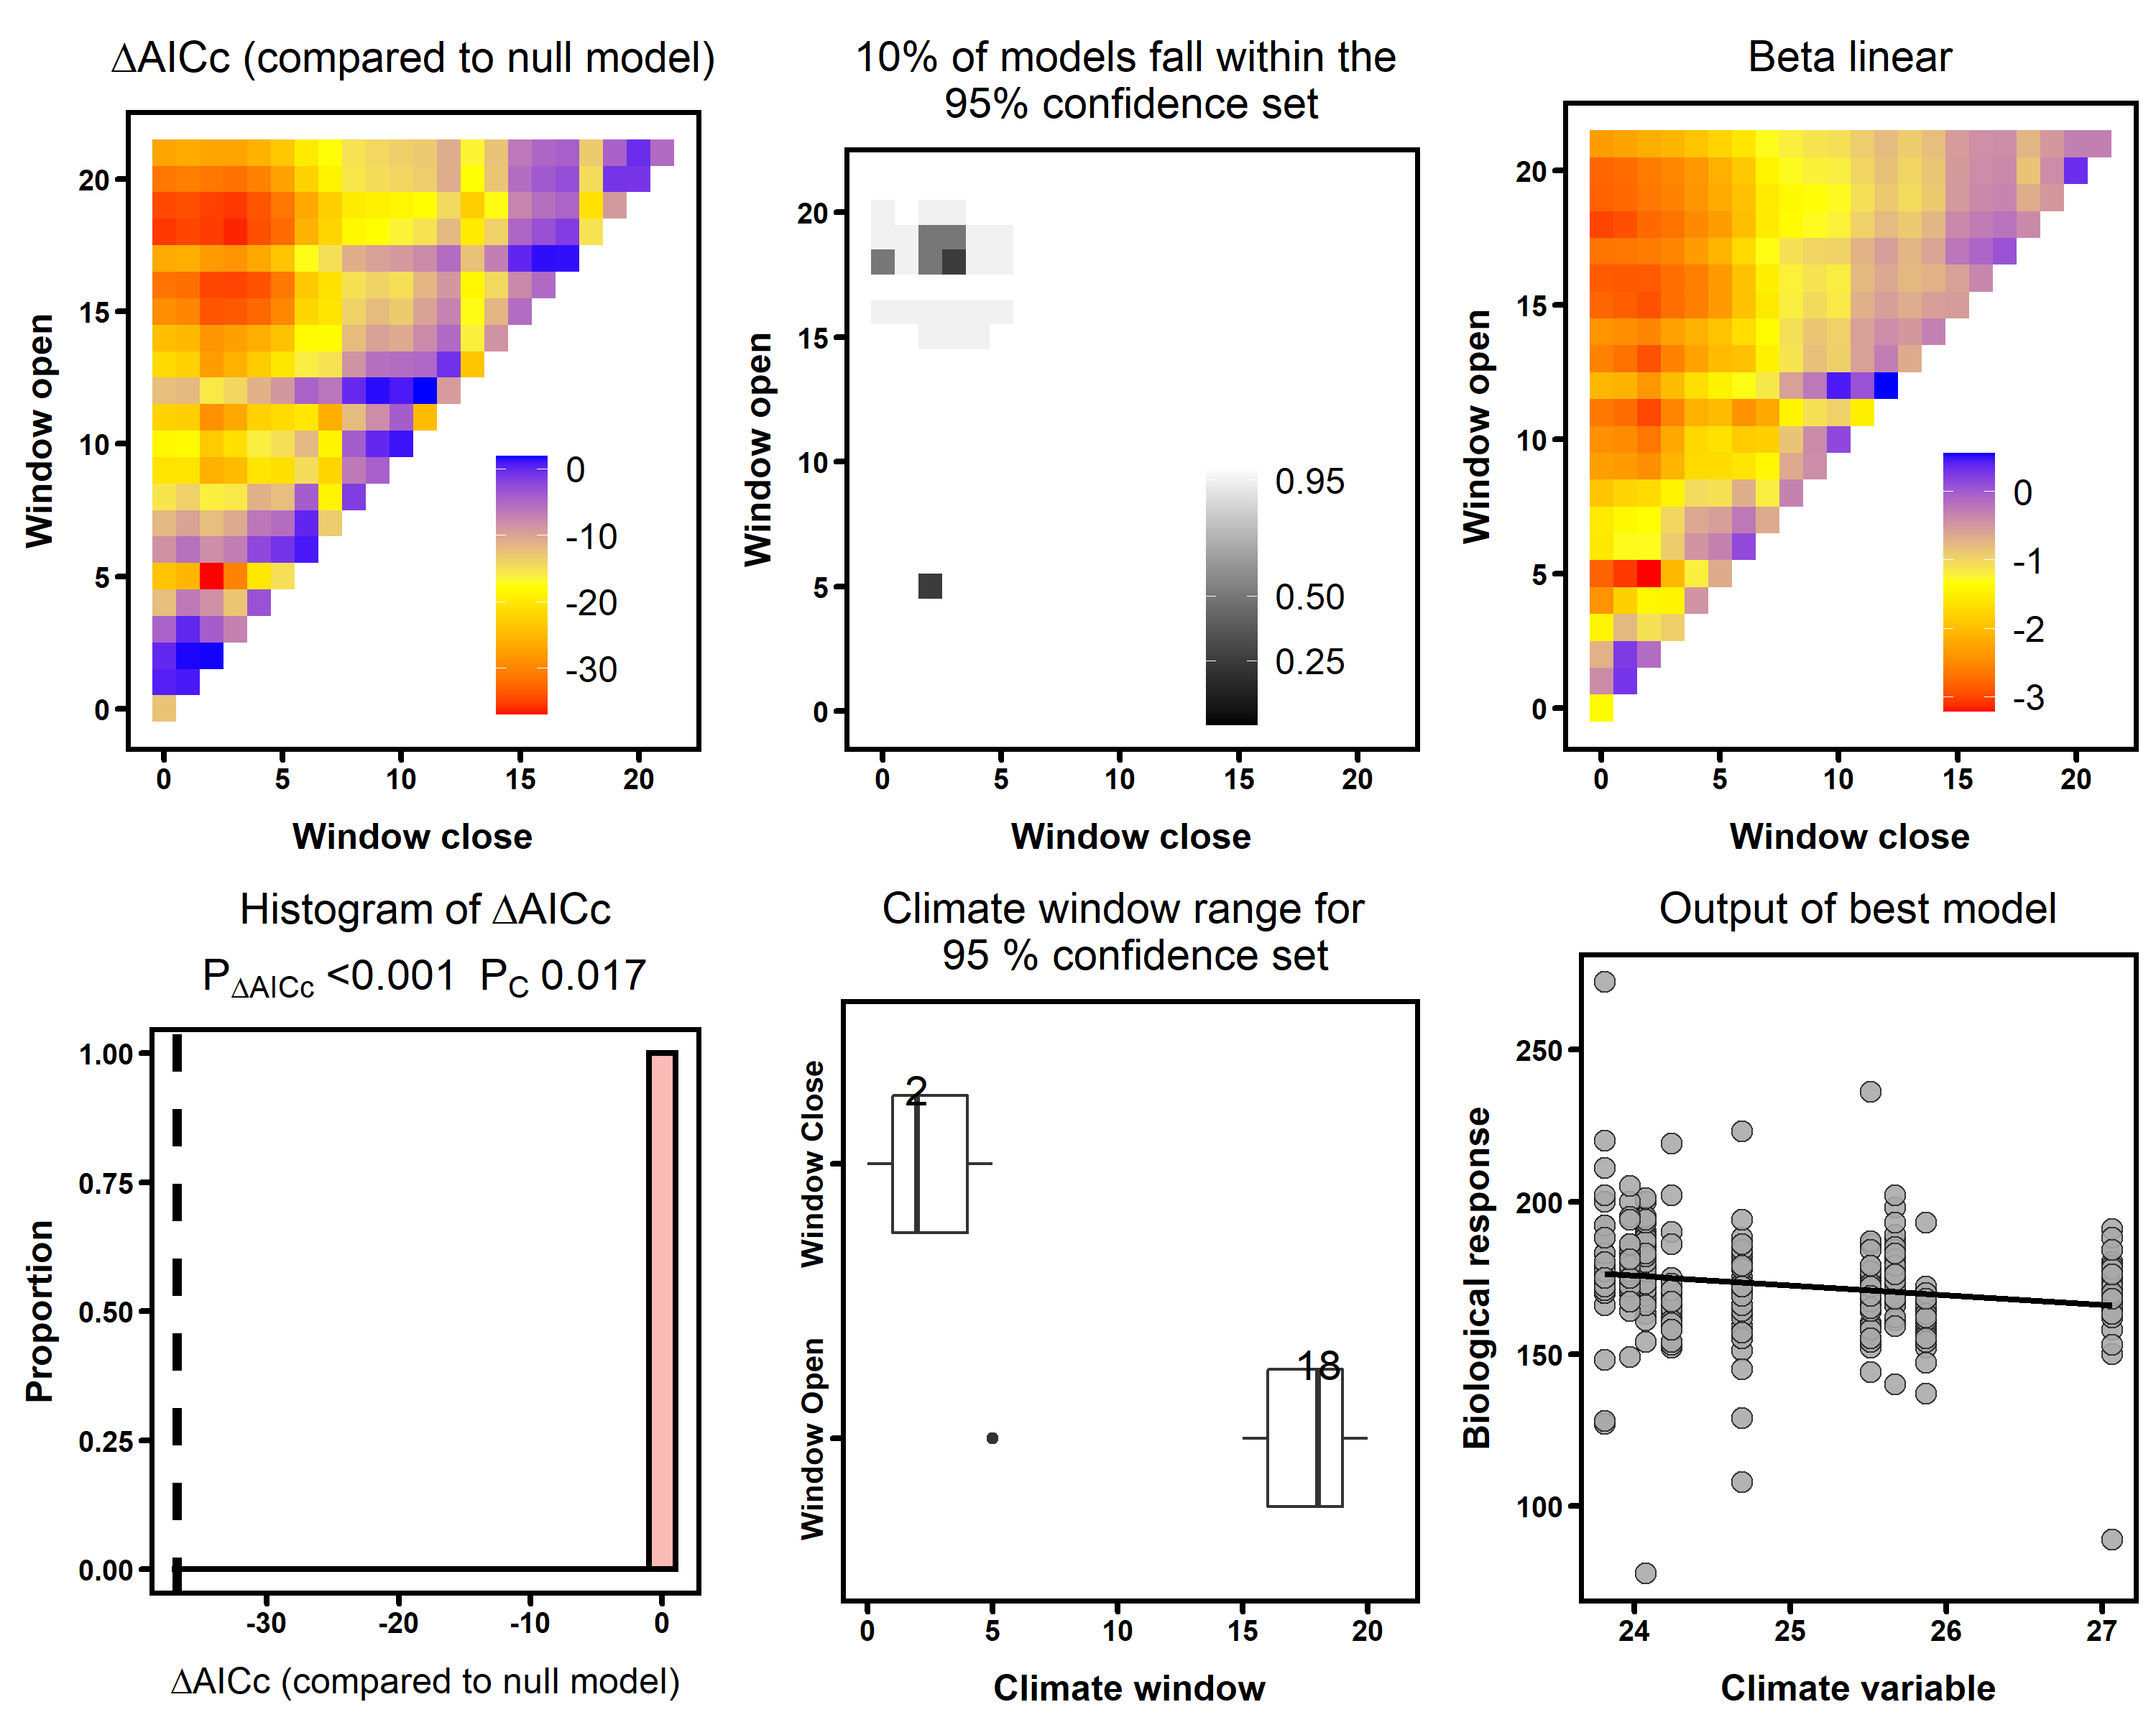 ΔAICc (compared to null model)
Window open
20
15
10
5
0
0
-10
-20
-30
0 5 10 15 20
Window close
10% of models fall within the
95% confidence set
Window open
20
15
10
5
0
0.95
0.50
0.25
0 5 10 15 20
Window close
Beta linear
Window open
20
15
10
5
0
0
-1
-2
-3
0 5 10 15 20
Window close
Histogram of ΔAICc
PΔAICc <0.001 PC 0.017
Proportion
1.00
0.75
0.50
0.25
0.00
-30 -20 -10 0
ΔAICc (compared to null model)
Climate window range for
95 % confidence set
Window Close
2
Window Open
18
0 5 10 15 20
Climate window
Output of best model
Biological response
250
200
150
100
24 25 26 27
Climate variable